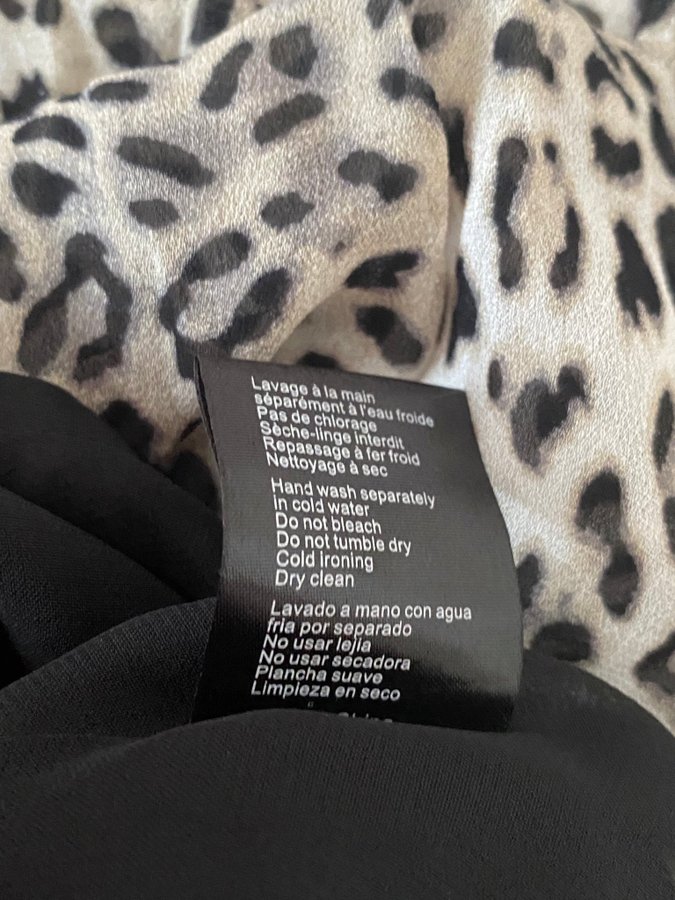 Lavage à la main
séparément à l'eau froide
Pas de chlorage
Sèche-linge interdit
Repassage à fer froid
Nettoyage à sec
Hand wash separately
In cold water
Do not bleach
Do not tumble dry
Cold ironing
Dry clean
Lavado a mano con agua
fria por separado
No usar lejia
No usar secadora
Plancha suave
Limpieza en seco